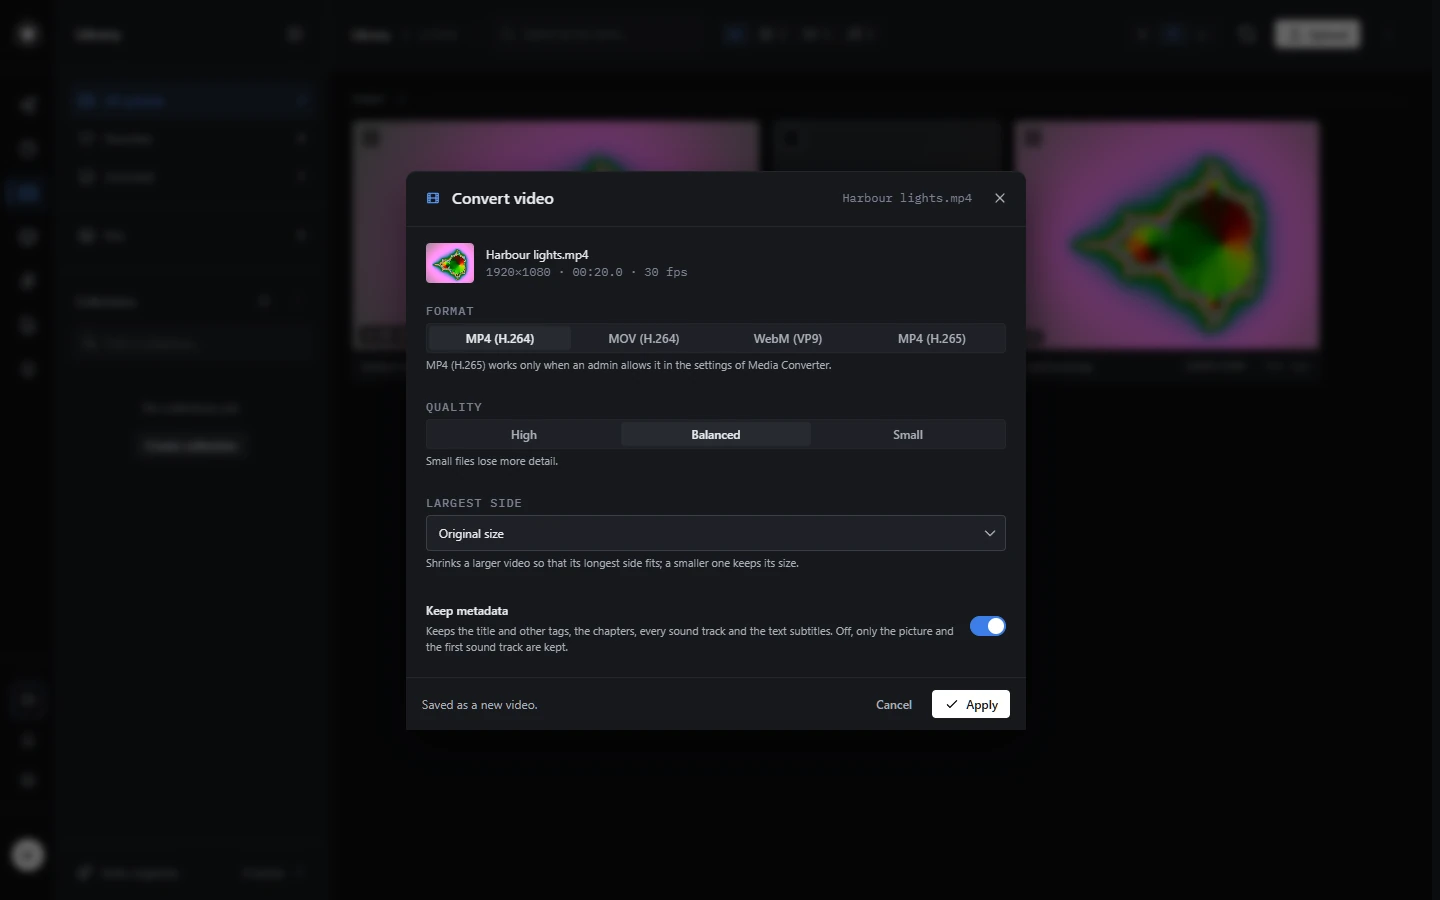 Convert video
Harbour lights.mp4
Harbour lights.mp4
1920×1080 · 00:20.0 · 30 fps
FORMAT
MP4 (H.264) MOV (H.264) WebM (VP9) MP4 (H.265)
MP4 (H.265) works only when an admin allows it in the settings of Media Converter.
QUALITY
High Balanced Small
Small files lose more detail.
LARGEST SIDE
Original size
Shrinks a larger video so that its longest side fits; a smaller one keeps its size.
Keep metadata
Keeps the title and other tags, the chapters, every sound track and the text subtitles. Off, only the picture and
the first sound track are kept.
Saved as a new video.
Cancel Apply